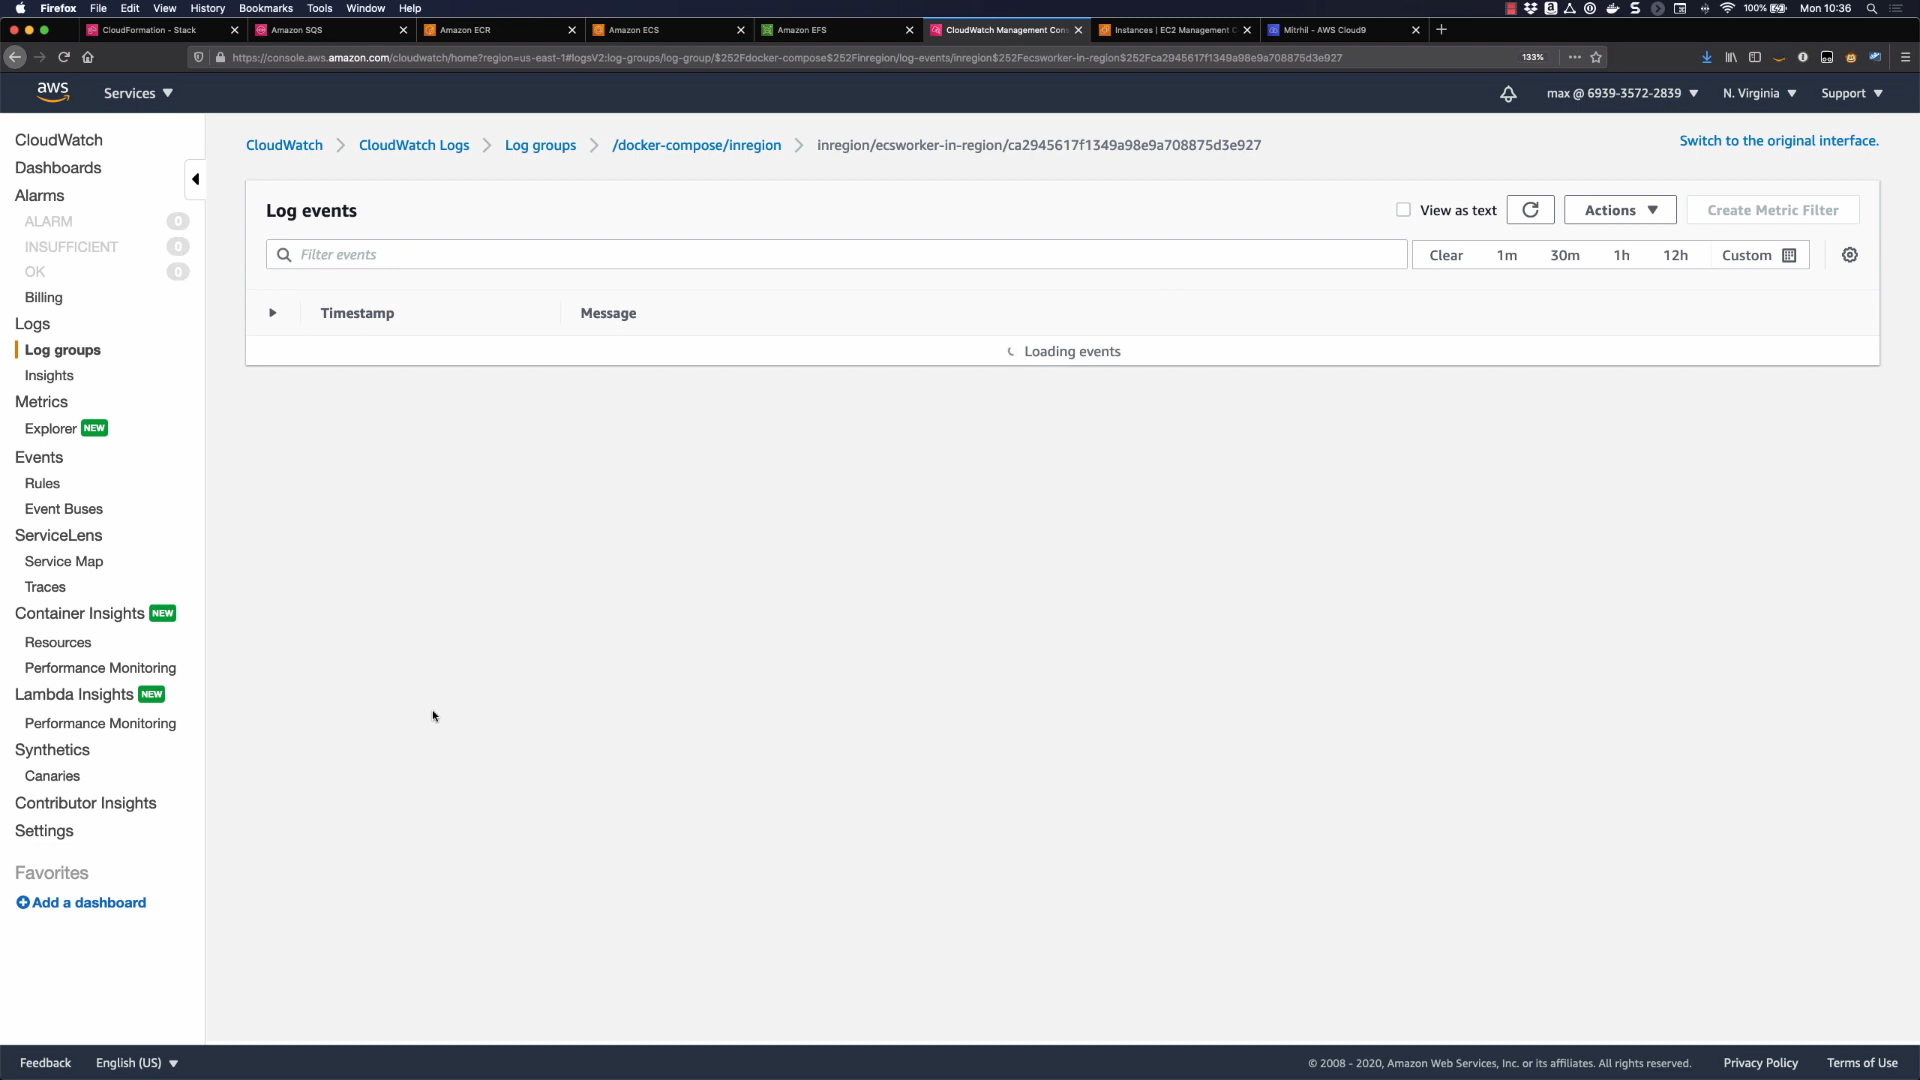 Firefox File Edit View History Bookmarks Tools Window Help 100% Mon 10:36
CloudFormation - Stack Amazon SQS Amazon ECR Amazon ECS Amazon EFS CloudWatch Management Con Instances | EC2 Management C Mitrhil - AWS Cloud9
https://console.aws.amazon.com/cloudwatch/home?region=us-east-1#logsV2:log-groups/log-group/$252Fdocker-compose$252Finregion/log-events/inregion$252Fecsworker-in-region$252Fca2945617f1349a98e9a708875d3e927 133%
aws Services max @ 6939-3572-2839 N. Virginia Support
CloudWatch
Dashboards
Alarms
ALARM 0
INSUFFICIENT 0
OK 0
Billing
Logs
Log groups
Insights
Metrics
Explorer NEW
Events
Rules
Event Buses
ServiceLens
Service Map
Traces
Container Insights NEW
Resources
Performance Monitoring
Lambda Insights NEW
Performance Monitoring
Synthetics
Canaries
Contributor Insights
Settings
Favorites
Add a dashboard
CloudWatch CloudWatch Logs Log groups /docker-compose/inregion inregion/ecsworker-in-region/ca2945617f1349a98e9a708875d3e927
Switch to the original interface.
Log events
View as text Actions Create Metric Filter
Filter events
Clear 1m 30m 1h 12h Custom
Timestamp Message
Loading events
Feedback English (US) © 2008 - 2020, Amazon Web Services, Inc. or its affiliates. All rights reserved. Privacy Policy Terms of Use